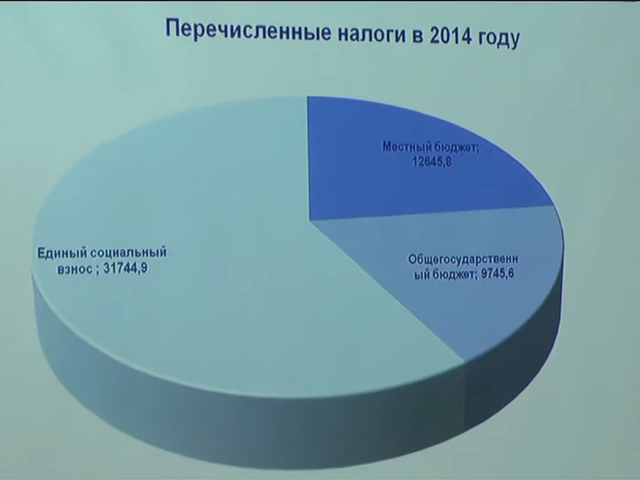 Перечисленные налоги в 2014 году
Местный бюджет;
12645,8
Единый социальный
взнос ; 31744,9
Общегосударственн
ый бюджет; 9745,6